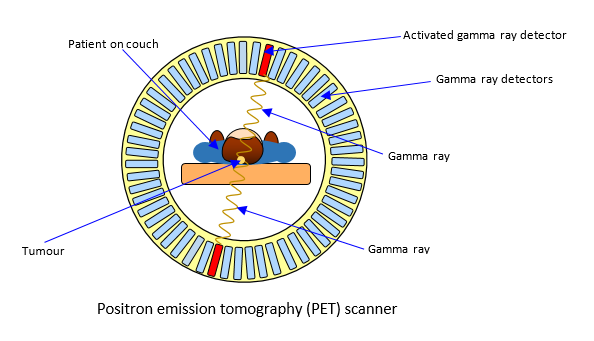 Activated gamma ray detector
Patient on couch
Gamma ray detectors
Gamma ray
Tumour
Gamma ray
Positron emission tomography (PET) scanner